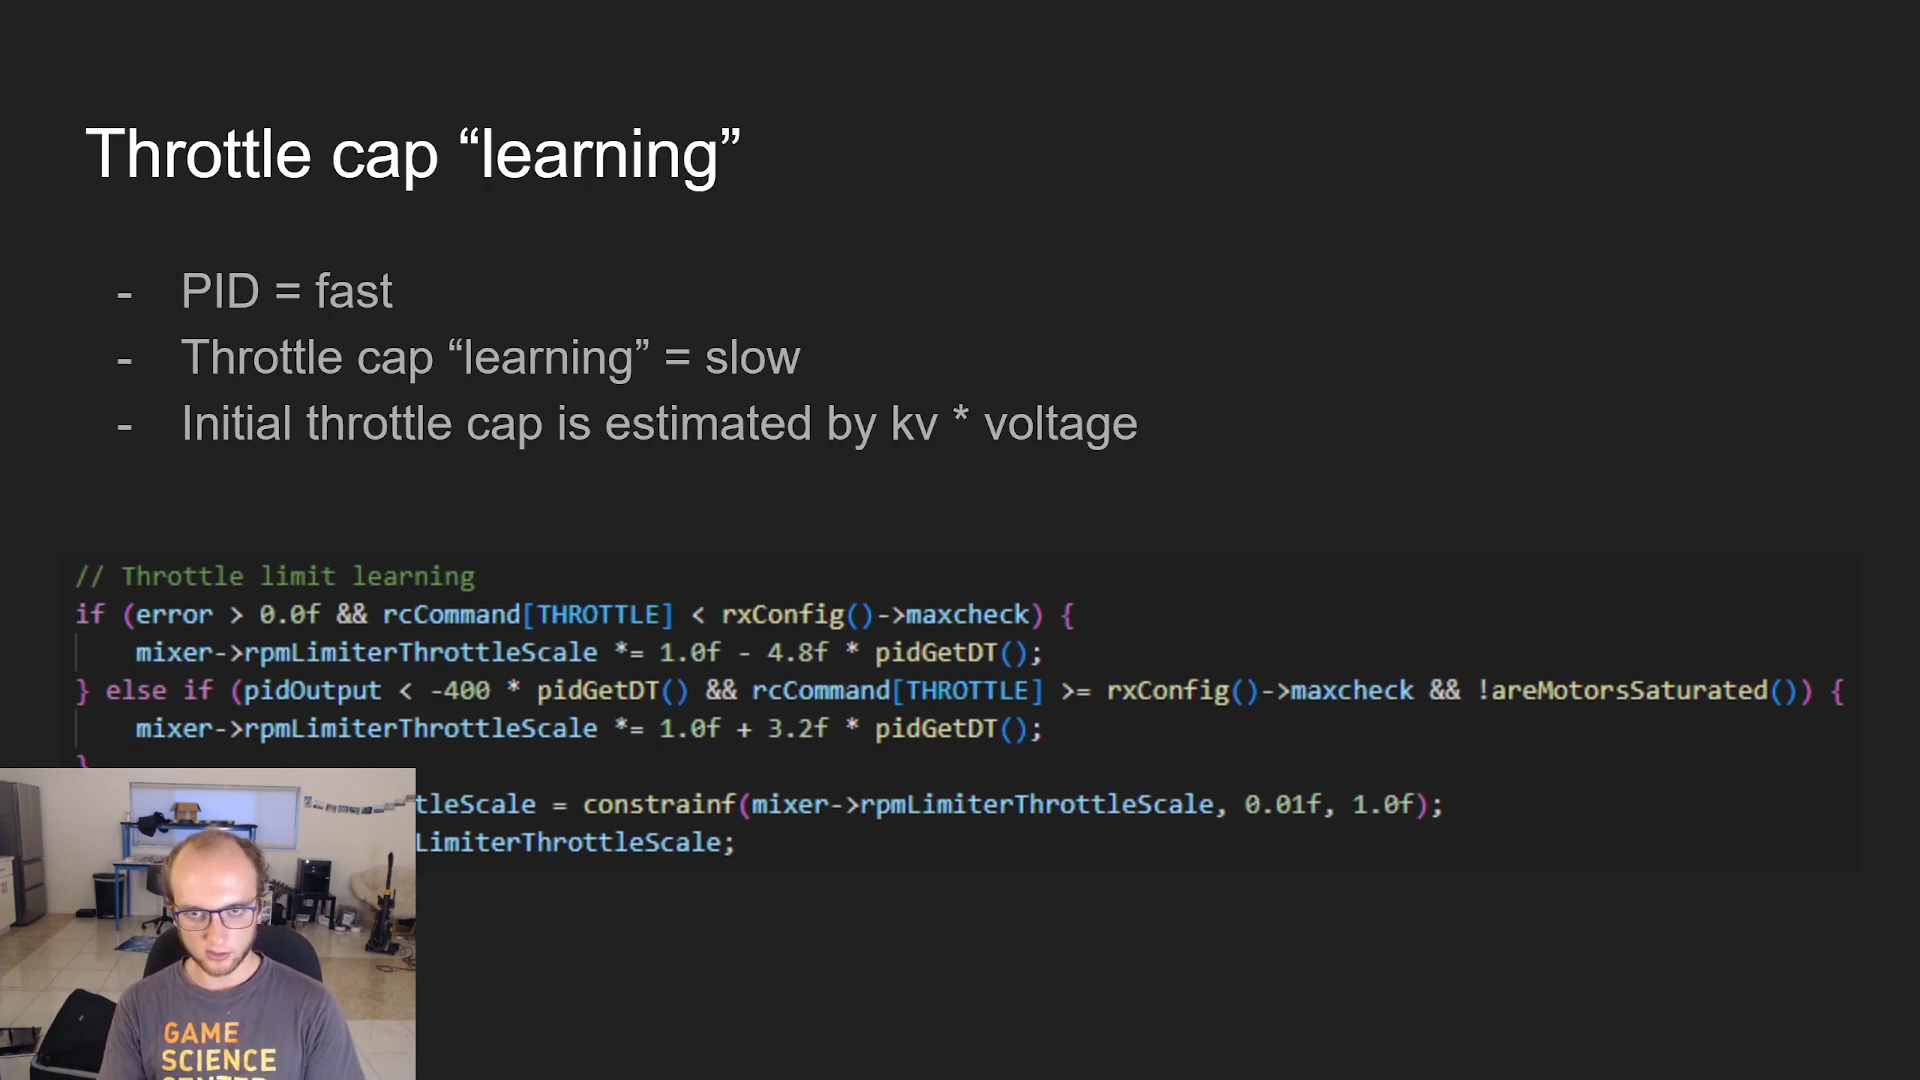 Throttle cap “learning”
- PID = fast
- Throttle cap “learning” = slow
- Initial throttle cap is estimated by kv * voltage
// Throttle limit learning
if (error > 0.0f && rcCommand[THROTTLE] < rxConfig()->maxcheck) {
mixer->rpmLimiterThrottleScale *= 1.0f - 4.8f * pidGetDT();
} else if (pidOutput < -400 * pidGetDT() && rcCommand[THROTTLE] >= rxConfig()->maxcheck && !areMotorsSaturated()) {
mixer->rpmLimiterThrottleScale *= 1.0f + 3.2f * pidGetDT();
}
tleScale = constrainf(mixer->rpmLimiterThrottleScale, 0.01f, 1.0f);
LimiterThrottleScale;
GAME
SCIENCE
CENTER